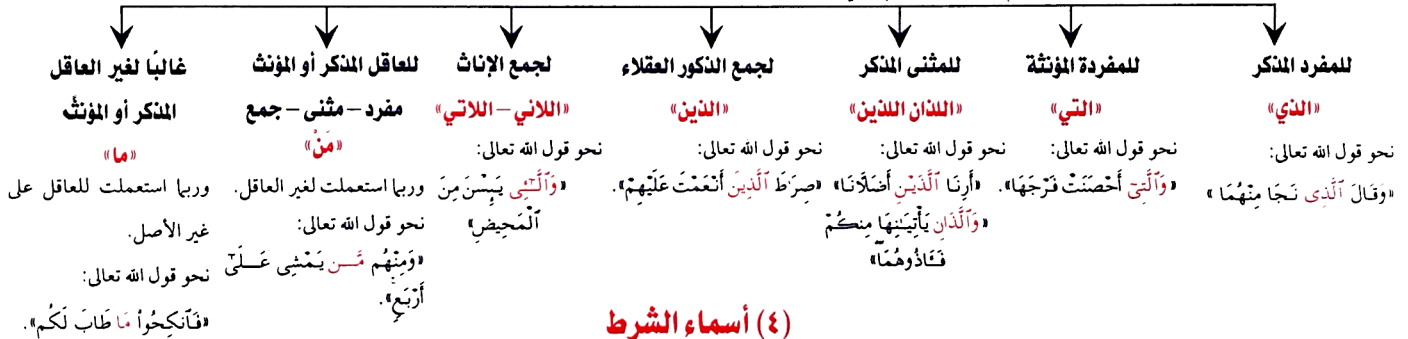 للمفرد المذكر
«الذي»
نحو قول الله تعالى:
«وَقَالَ ٱلَّذِى نَجَا مِنْهُمَا»
للمفردة المؤنثة
«التي»
نحو قول الله تعالى:
«وَٱلَّتِىٓ أَحْصَنَتْ فَرْجَهَا».
للمثنى المذكر
«اللذان اللذين»
نحو قول الله تعالى:
«أَرِنَا ٱلَّذَيْنِ أَضَلَّانَا»
«وَٱلَّذَانِ يَأْتِيَـٰنِهَا مِنكُمْ
فَـَٔاذُوهُمَا»
لجمع الذكور العقلاء
«الذين»
نحو قول الله تعالى:
«صِرَٰطَ ٱلَّذِينَ أَنْعَمْتَ عَلَيْهِمْ».
لجمع الإناث
«اللائي – اللاتي»
نحو قول الله تعالى:
«وَٱلَّـٰٓـِٔى يَئِسْنَ مِنَ
ٱلْمَحِيضِ»
للعاقل المذكر أو المؤنث
مفرد – مثنى – جمع
«مَنْ»
وربما استعملت لغير العاقل.
نحو قول الله تعالى:
«وَمِنْهُم مَّن يَمْشِى عَلَىٰٓ
أَرْبَعٍ».
غالبًا لغير العاقل
المذكر أو المؤنث
«ما»
وربما استعملت للعاقل على
غير الأصل.
نحو قول الله تعالى:
«فَٱنكِحُوا۟ مَا طَابَ لَكُم».
(٤) أسماء الشرط